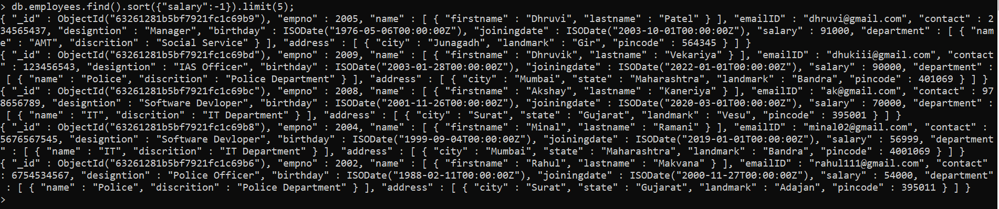 > db.employees.find().sort({"salary":-1}).limit(5);
{ "_id" : ObjectId("63261281b5bf7921fc1c69b9"), "empno" : 2005, "name" : [ { "firstname" : "Dhruvi", "lastname" : "Patel" } ], "emailID" : "dhruvi@gmail.com", "contact" : 2
34565437, "designtion" : "Manager", "birthday" : ISODate("1976-05-06T00:00:00Z"), "joiningdate" : ISODate("2003-10-01T00:00:00Z"), "salary" : 91000, "department" : [ { "nam
e" : "AMT", "discrition" : "Social Service" } ], "address" : [ { "city" : "Junagadh", "landmark" : "Gir", "pincode" : 564345 } ] }
{ "_id" : ObjectId("63261281b5bf7921fc1c69bd"), "empno" : 2009, "name" : [ { "firstname" : "Dhruvik", "lastname" : "Vekariya" } ], "emailID" : "dhukiii@gmail.com", "contact
" : 123456543, "designtion" : "IAS Officer", "birthday" : ISODate("2003-01-28T00:00:00Z"), "joiningdate" : ISODate("2022-01-01T00:00:00Z"), "salary" : 90000, "department" :
[ { "name" : "Police", "discrition" : "Police Department" } ], "address" : [ { "city" : "Mumbai", "state" : "Maharashtra", "landmark" : "Bandra", "pincode" : 401069 } ] }
{ "_id" : ObjectId("63261281b5bf7921fc1c69bc"), "empno" : 2008, "name" : [ { "firstname" : "Akshay", "lastname" : "Kaneriya" } ], "emailID" : "ak@gmail.com", "contact" : 97
8656789, "designtion" : "Software Devloper", "birthday" : ISODate("2001-11-26T00:00:00Z"), "joiningdate" : ISODate("2020-03-01T00:00:00Z"), "salary" : 70000, "department" :
[ { "name" : "IT", "discrition" : "IT Department" } ], "address" : [ { "city" : "Surat", "state" : "Gujarat", "landmark" : "Vesu", "pincode" : 395001 } ] }
{ "_id" : ObjectId("63261281b5bf7921fc1c69b8"), "empno" : 2004, "name" : [ { "firstname" : "Minal", "lastname" : "Ramani" } ], "emailID" : "minal02@gmail.com", "contact" :
5676567545, "designtion" : "Software Devloper", "birthday" : ISODate("1999-09-04T00:00:00Z"), "joiningdate" : ISODate("2019-01-01T00:00:00Z"), "salary" : 56999, "department
" : [ { "name" : "IT", "discrition" : "IT Department" } ], "address" : [ { "city" : "Mumbai", "state" : "Maharashtra", "landmark" : "Bandra", "pincode" : 4001069 } ] }
{ "_id" : ObjectId("63261281b5bf7921fc1c69b6"), "empno" : 2002, "name" : [ { "firstname" : "Rahul", "lastname" : "Makvana" } ], "emailID" : "rahul111@gmail.com", "contact"
: 6754534567, "designtion" : "Police Officer", "birthday" : ISODate("1988-02-11T00:00:00Z"), "joiningdate" : ISODate("2000-11-27T00:00:00Z"), "salary" : 54000, "department"
: [ { "name" : "Police", "discrition" : "Police Department" } ], "address" : [ { "city" : "Surat", "state" : "Gujarat", "landmark" : "Adajan", "pincode" : 395011 } ] }
>